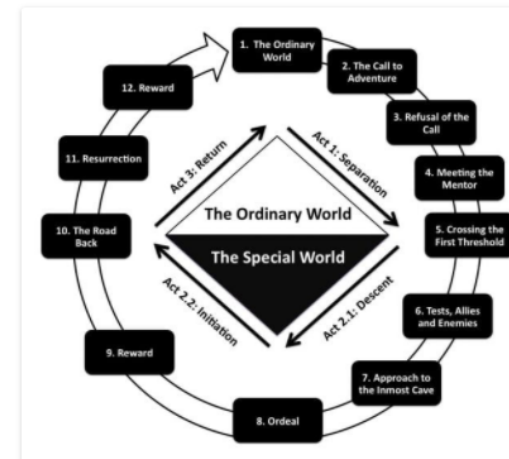 1. The Ordinary
World
2. The Call to
Adventure
3. Refusal of the
Call
4. Meeting the
Mentor
5. Crossing the
First Threshold
6. Tests, Allies
and Enemies
7. Approach to
the Inmost Cave
8. Ordeal
9. Reward
10. The Road
Back
11. Resurrection
12. Reward
Act 1: Separation
Act 2.1: Descent
Act 2.2: Initiation
Act 3: Return
The Ordinary World
The Special World